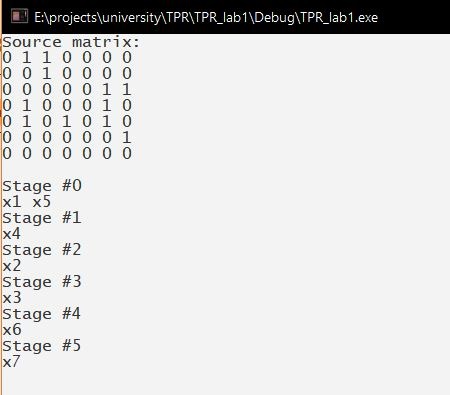 E:\projects\university\TPR\TPR_lab1\Debug\TPR_lab1.exe
Source matrix:
0 1 1 0 0 0 0
0 0 1 0 0 0 0
0 0 0 0 0 1 1
0 1 0 0 0 1 0
0 1 0 1 0 1 0
0 0 0 0 0 0 1
0 0 0 0 0 0 0
Stage #0
x1 x5
Stage #1
x4
Stage #2
x2
Stage #3
x3
Stage #4
x6
Stage #5
x7